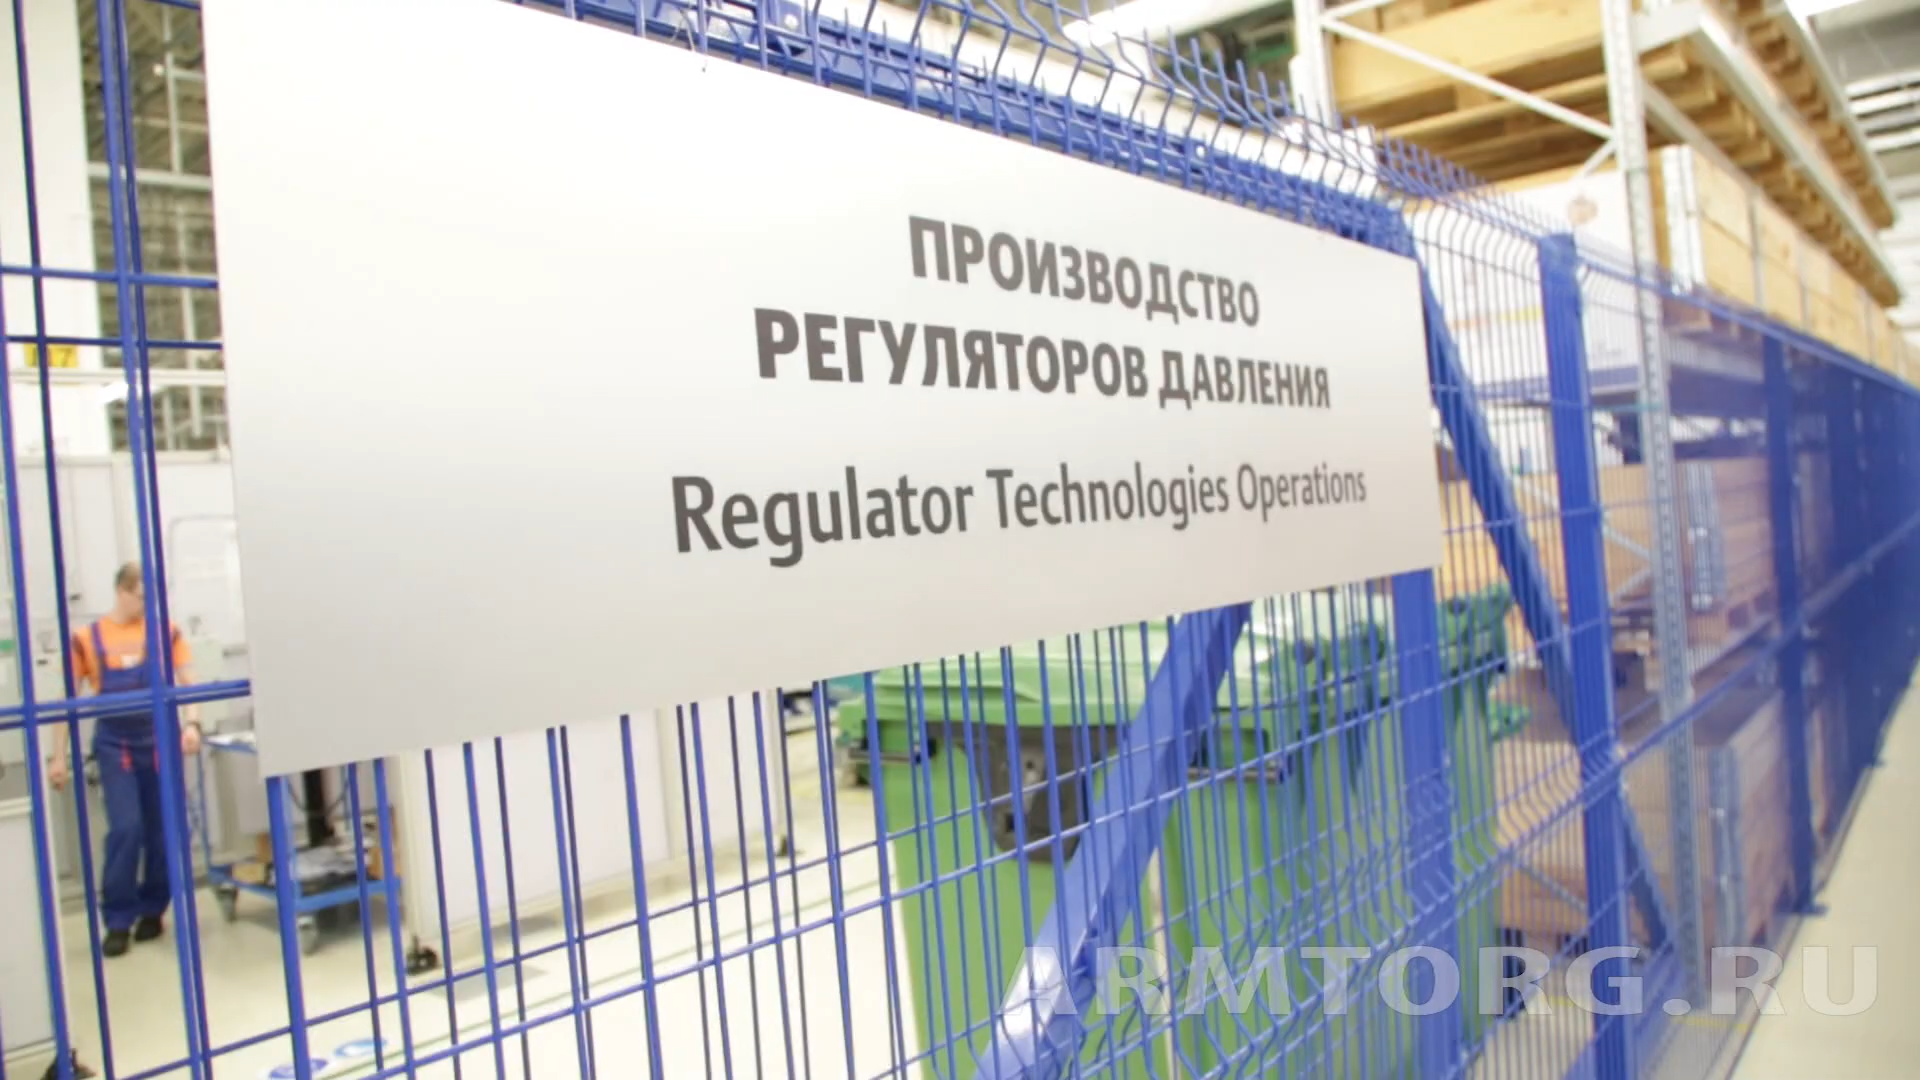 ПРОИЗВОДСТВО
РЕГУЛЯТОРОВ ДАВЛЕНИЯ
Regulator Technologies Operations
ARMTORG.RU